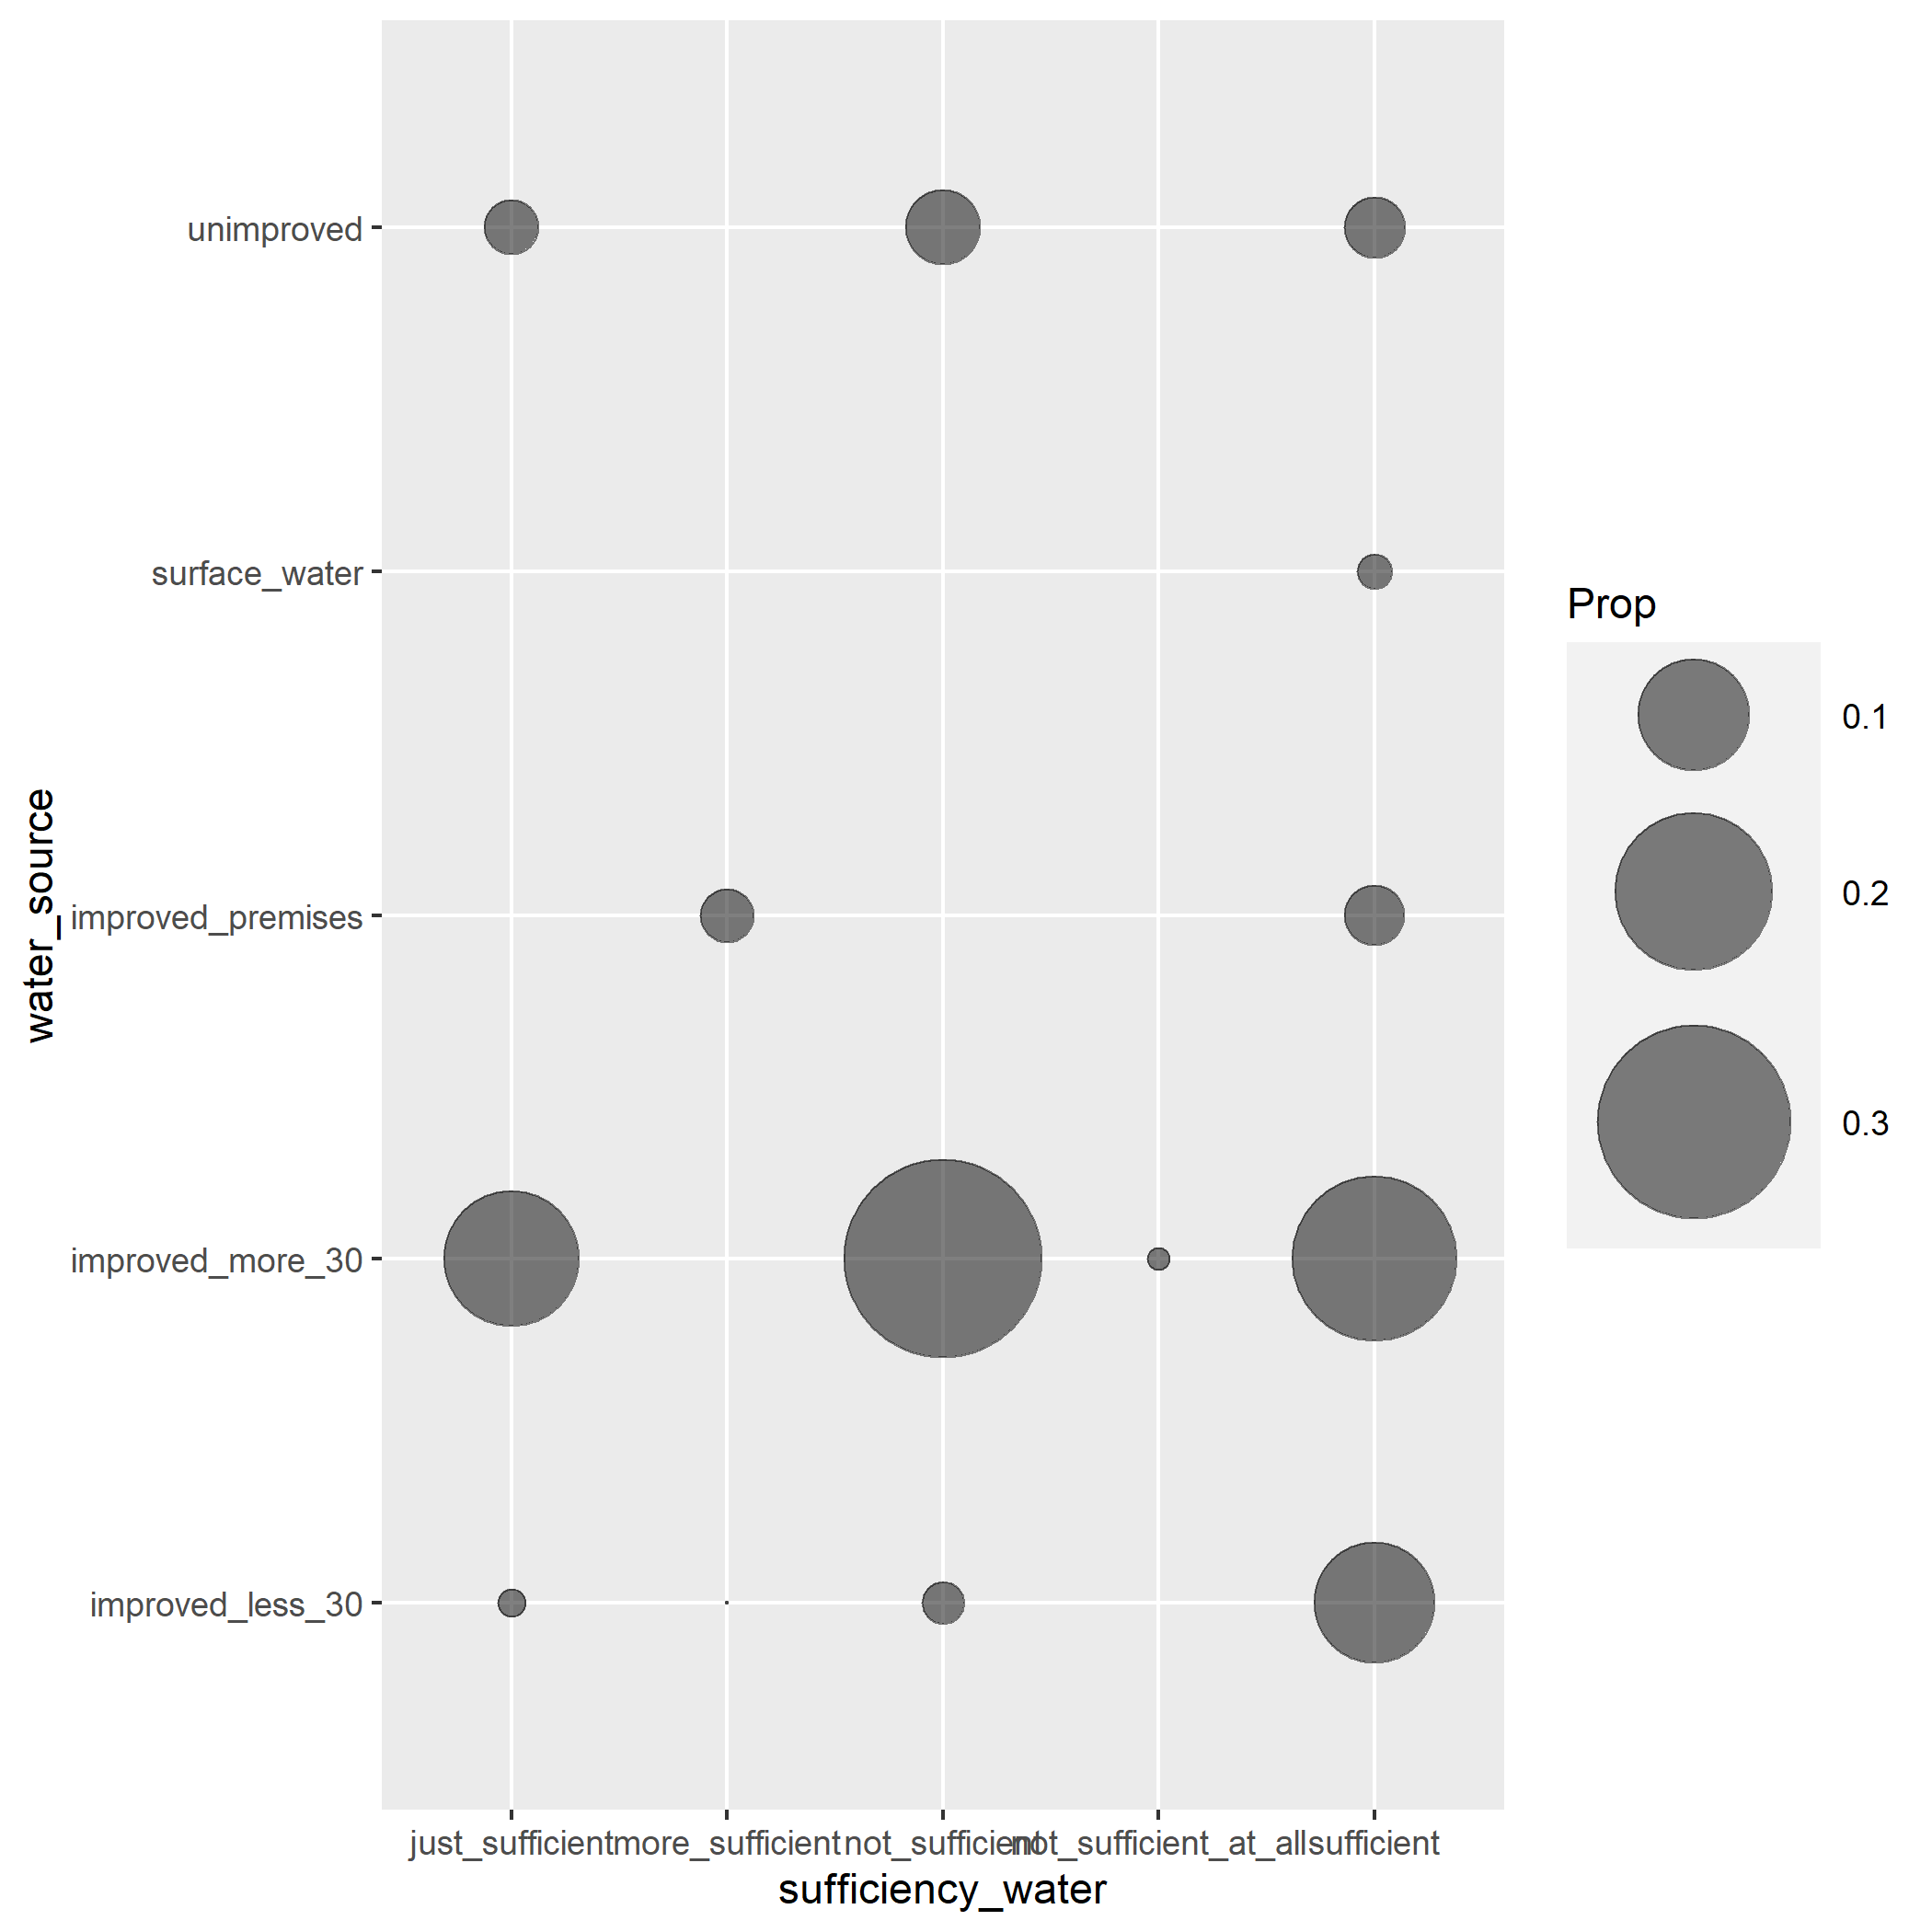 unimproved
surface_water
improved_premises
improved_more_30
improved_less_30
water_source
just_sufficient
more_sufficient
not_sufficient
not_sufficient_at_all
sufficient
sufficiency_water
Prop
0.1
0.2
0.3